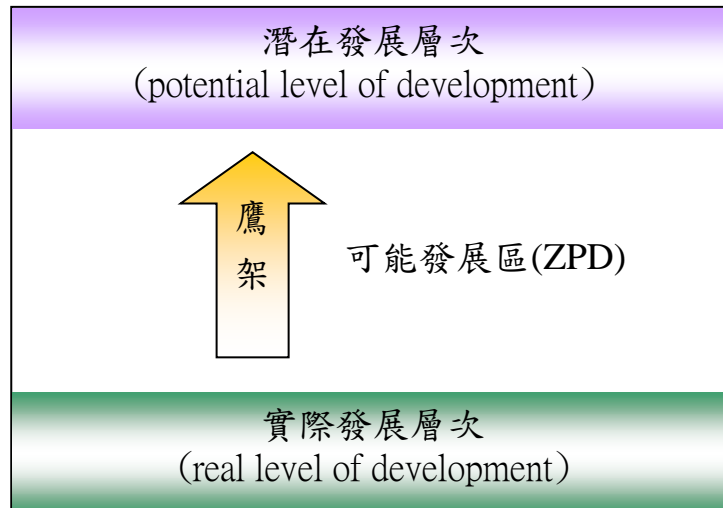 潛在發展層次
（potential level of development）
鷹
架
可能發展區(ZPD)
實際發展層次
（real level of development）